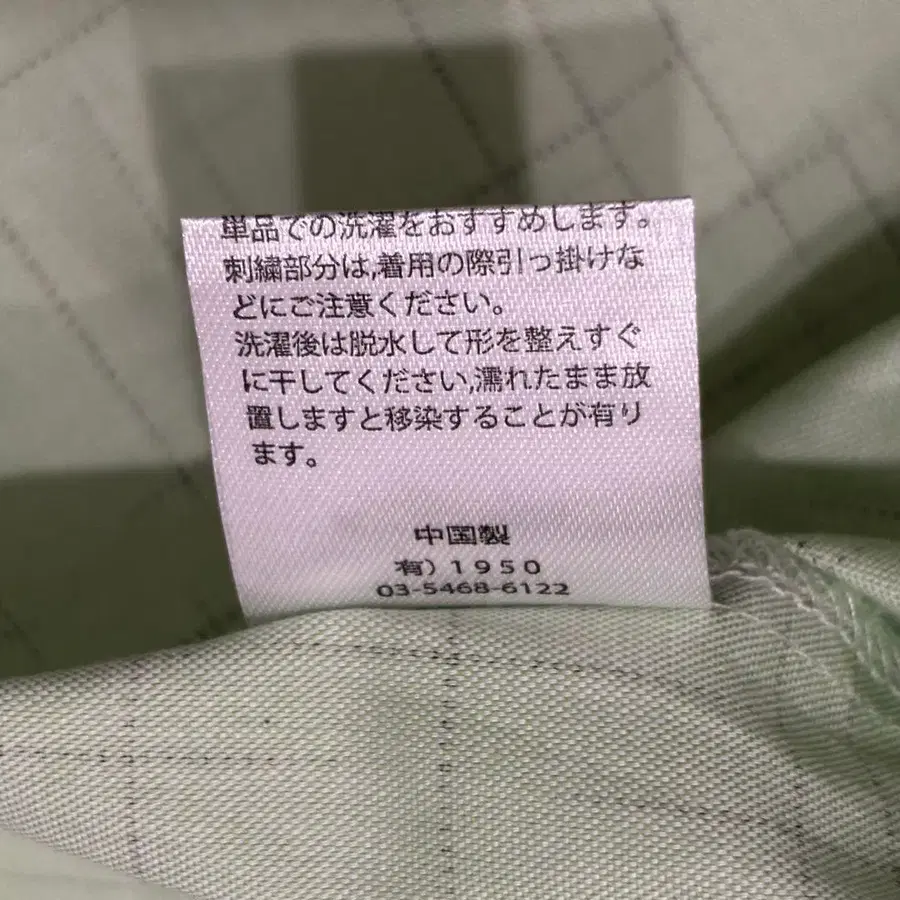 単品での洗濯をおすすめします。
刺繍部分は,着用の際引っ掛けな
どにご注意ください。
洗濯後は脱水して形を整えすぐ
に干してください,濡れたまま放
置しますと移染することが有り
ます。
中国製
有）1950
03-5468-6122